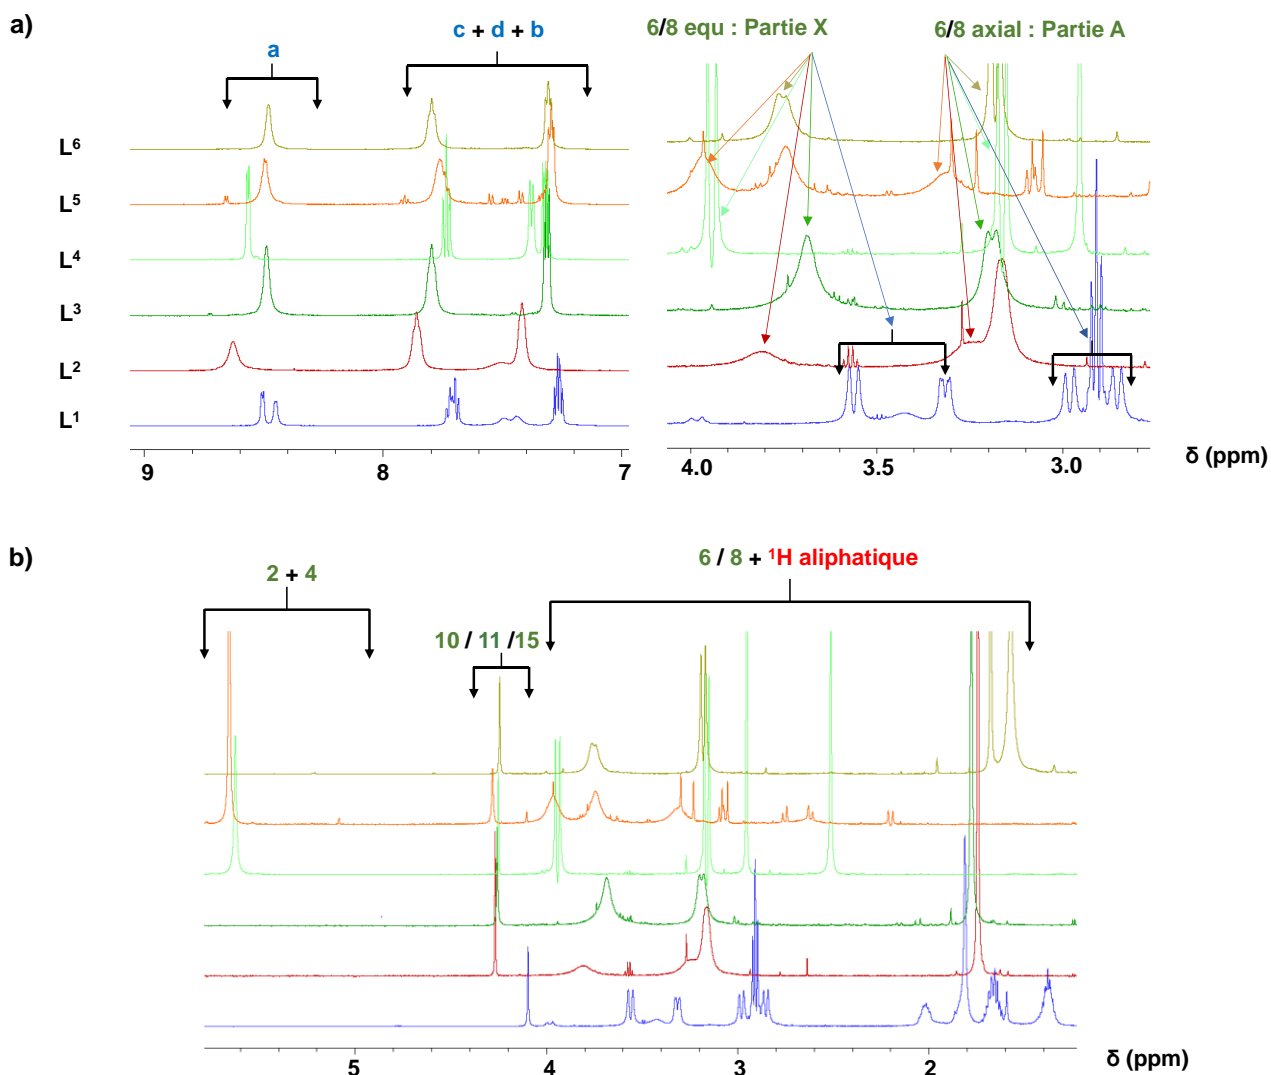 a)
c + d + b
6/8 equ : Partie X
6/8 axial : Partie A
a
L6
L5
L4
L3
L2
L1
9
8
7
4.0
3.5
3.0
δ (ppm)
b)
2 + 4
6 / 8 + ¹H aliphatique
10 / 11 /15
5
4
3
2
δ (ppm)